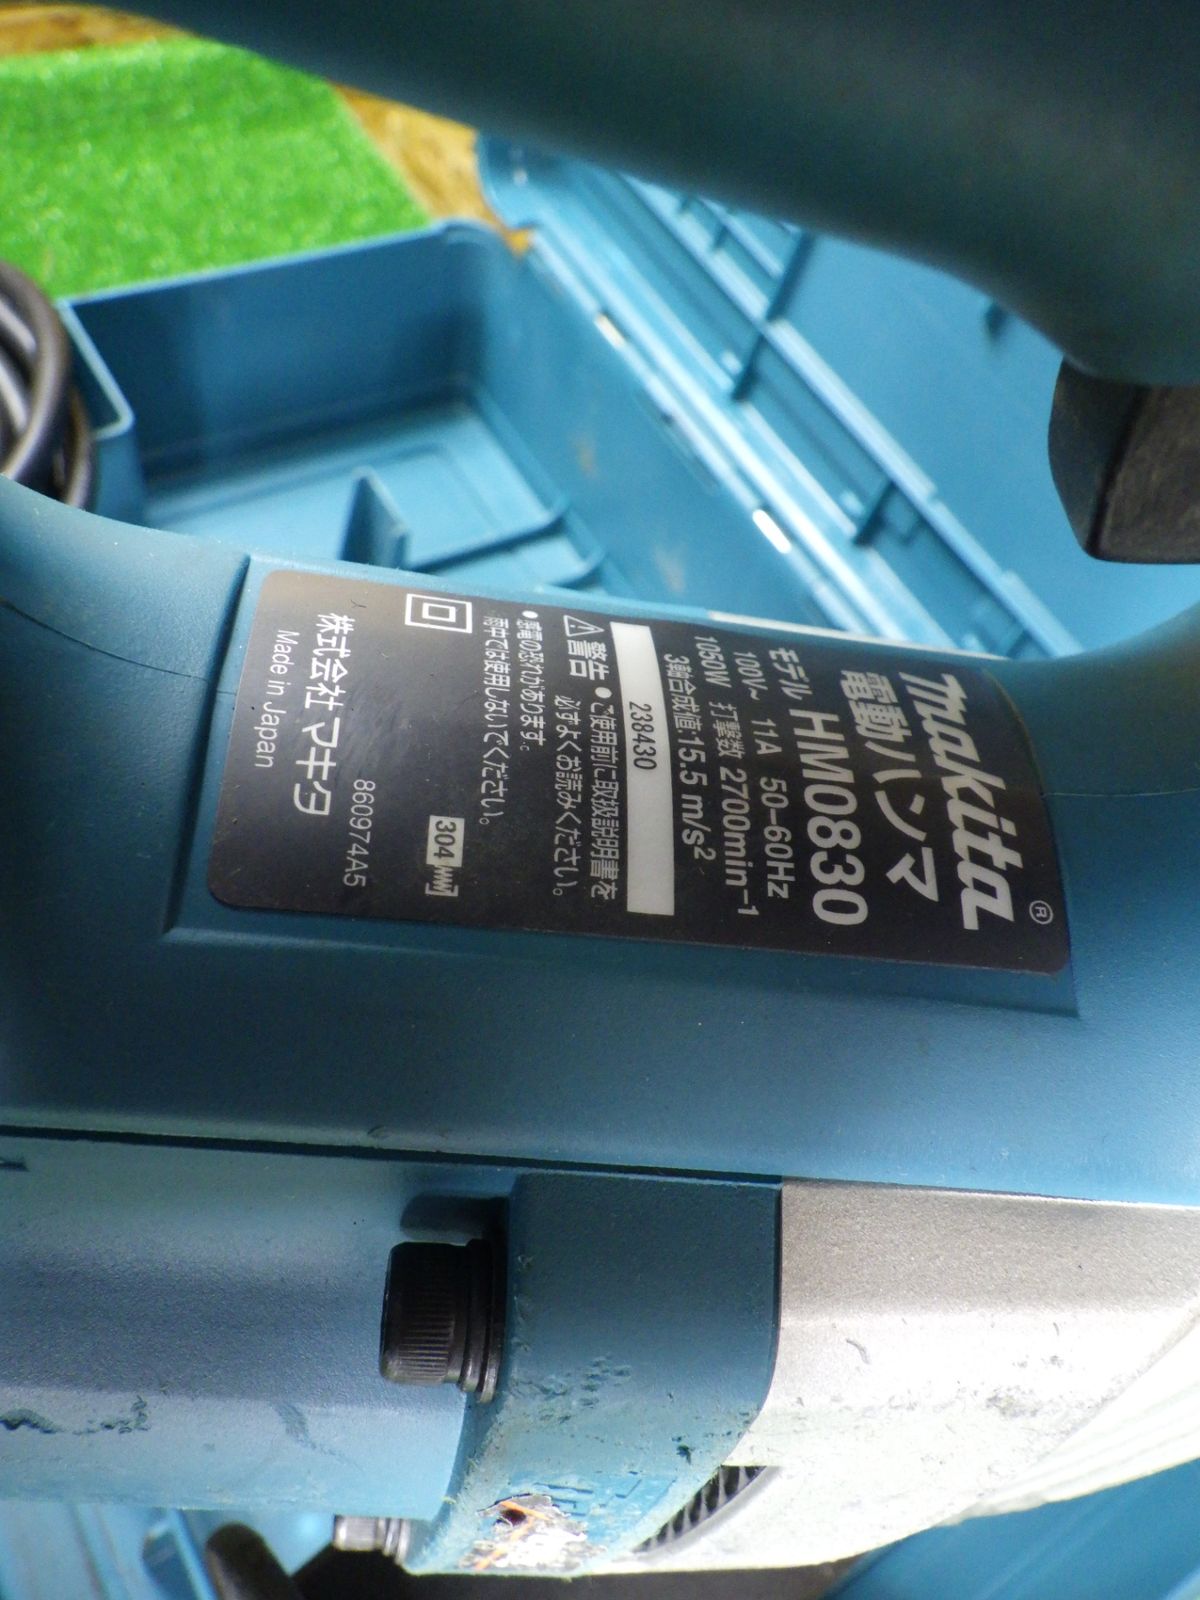 makita®
電動ハンマ
モデル HM0830
100V~ 11A 50-60Hz
1050W 打撃数 2700min-1
3軸合成値:15.5 m/s2
238430
警告 ●ご使用前に取扱説明書を
必ずよくお読みください。
●感電の恐れがあります。
雨中では使用しないでください。
304
860974A5
株式会社 マキタ
Made in Japan